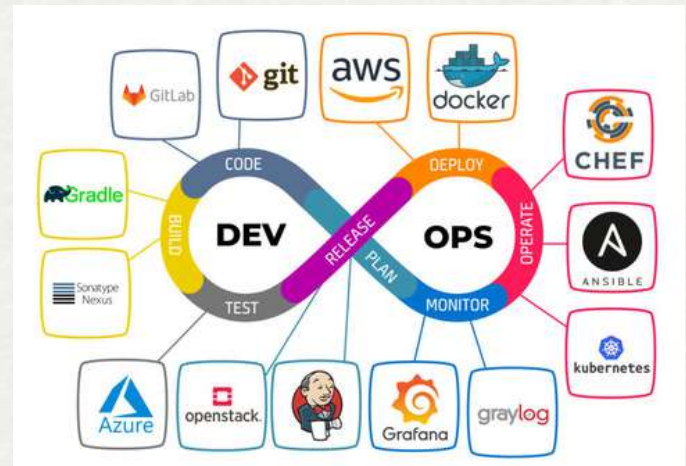 GitLab
git
aws
docker
CHEF
CODE
DEPLOY
Gradle
BUILD
DEV
RELEASE
OPS
OPERATE
PLAN
A
ANSIBLE
Sonatype
Nexus
TEST
MONITOR
kubernetes
Azure
openstack.
Grafana
graylog